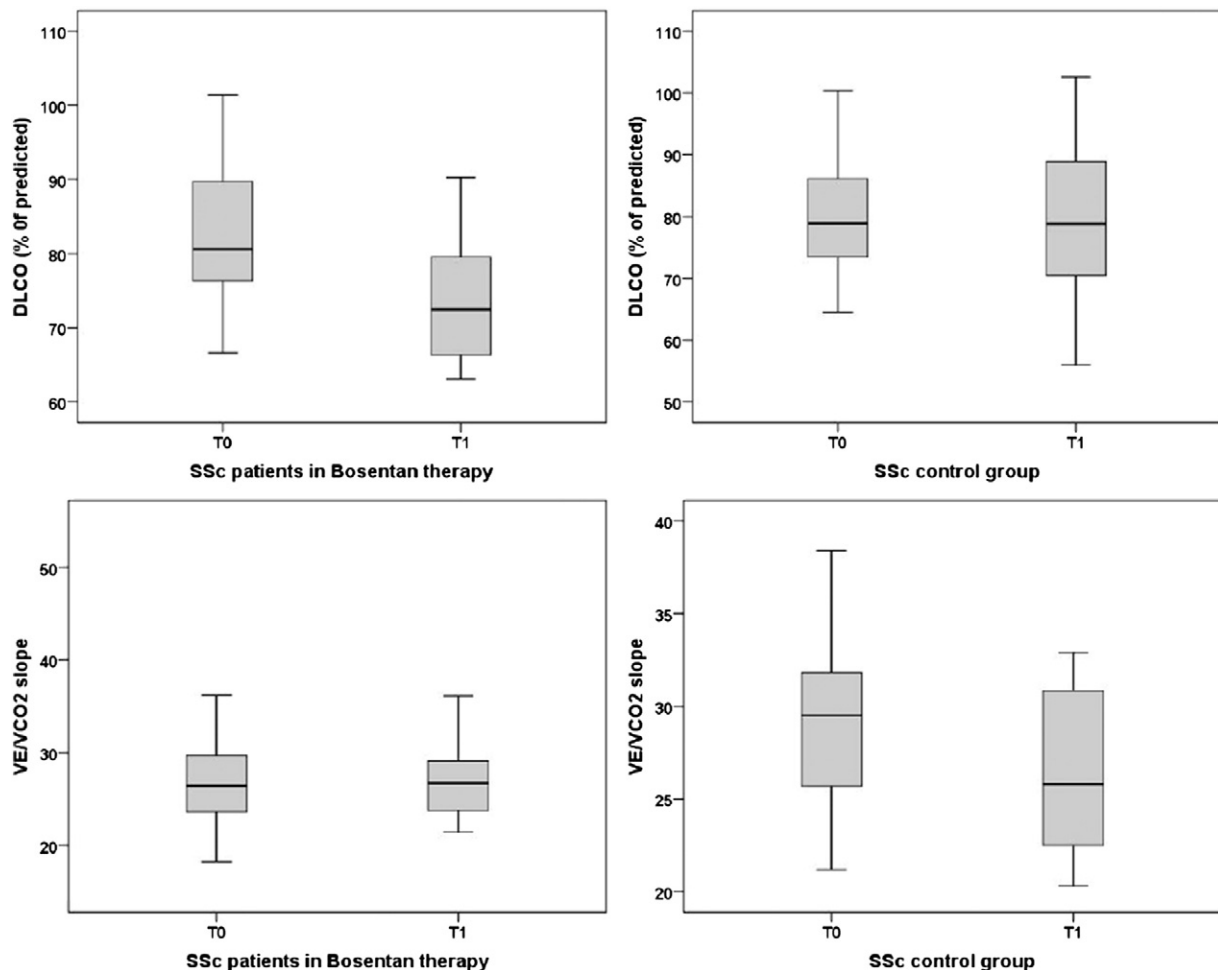 110
100
90
80
70
60
DLCO (% 0f predicted)
T0
T1
SSc patients in Bosentan therapy
110
100
90
80
70
60
50
DLCO (% of predicted)
T0
T1
SSc control group
50
40
30
20
VE/VCO2 slope
T0
T1
SSc patients in Bosentan therapy
40
35
30
25
20
VE/VCO2 slope
T0
T1
SSc control group